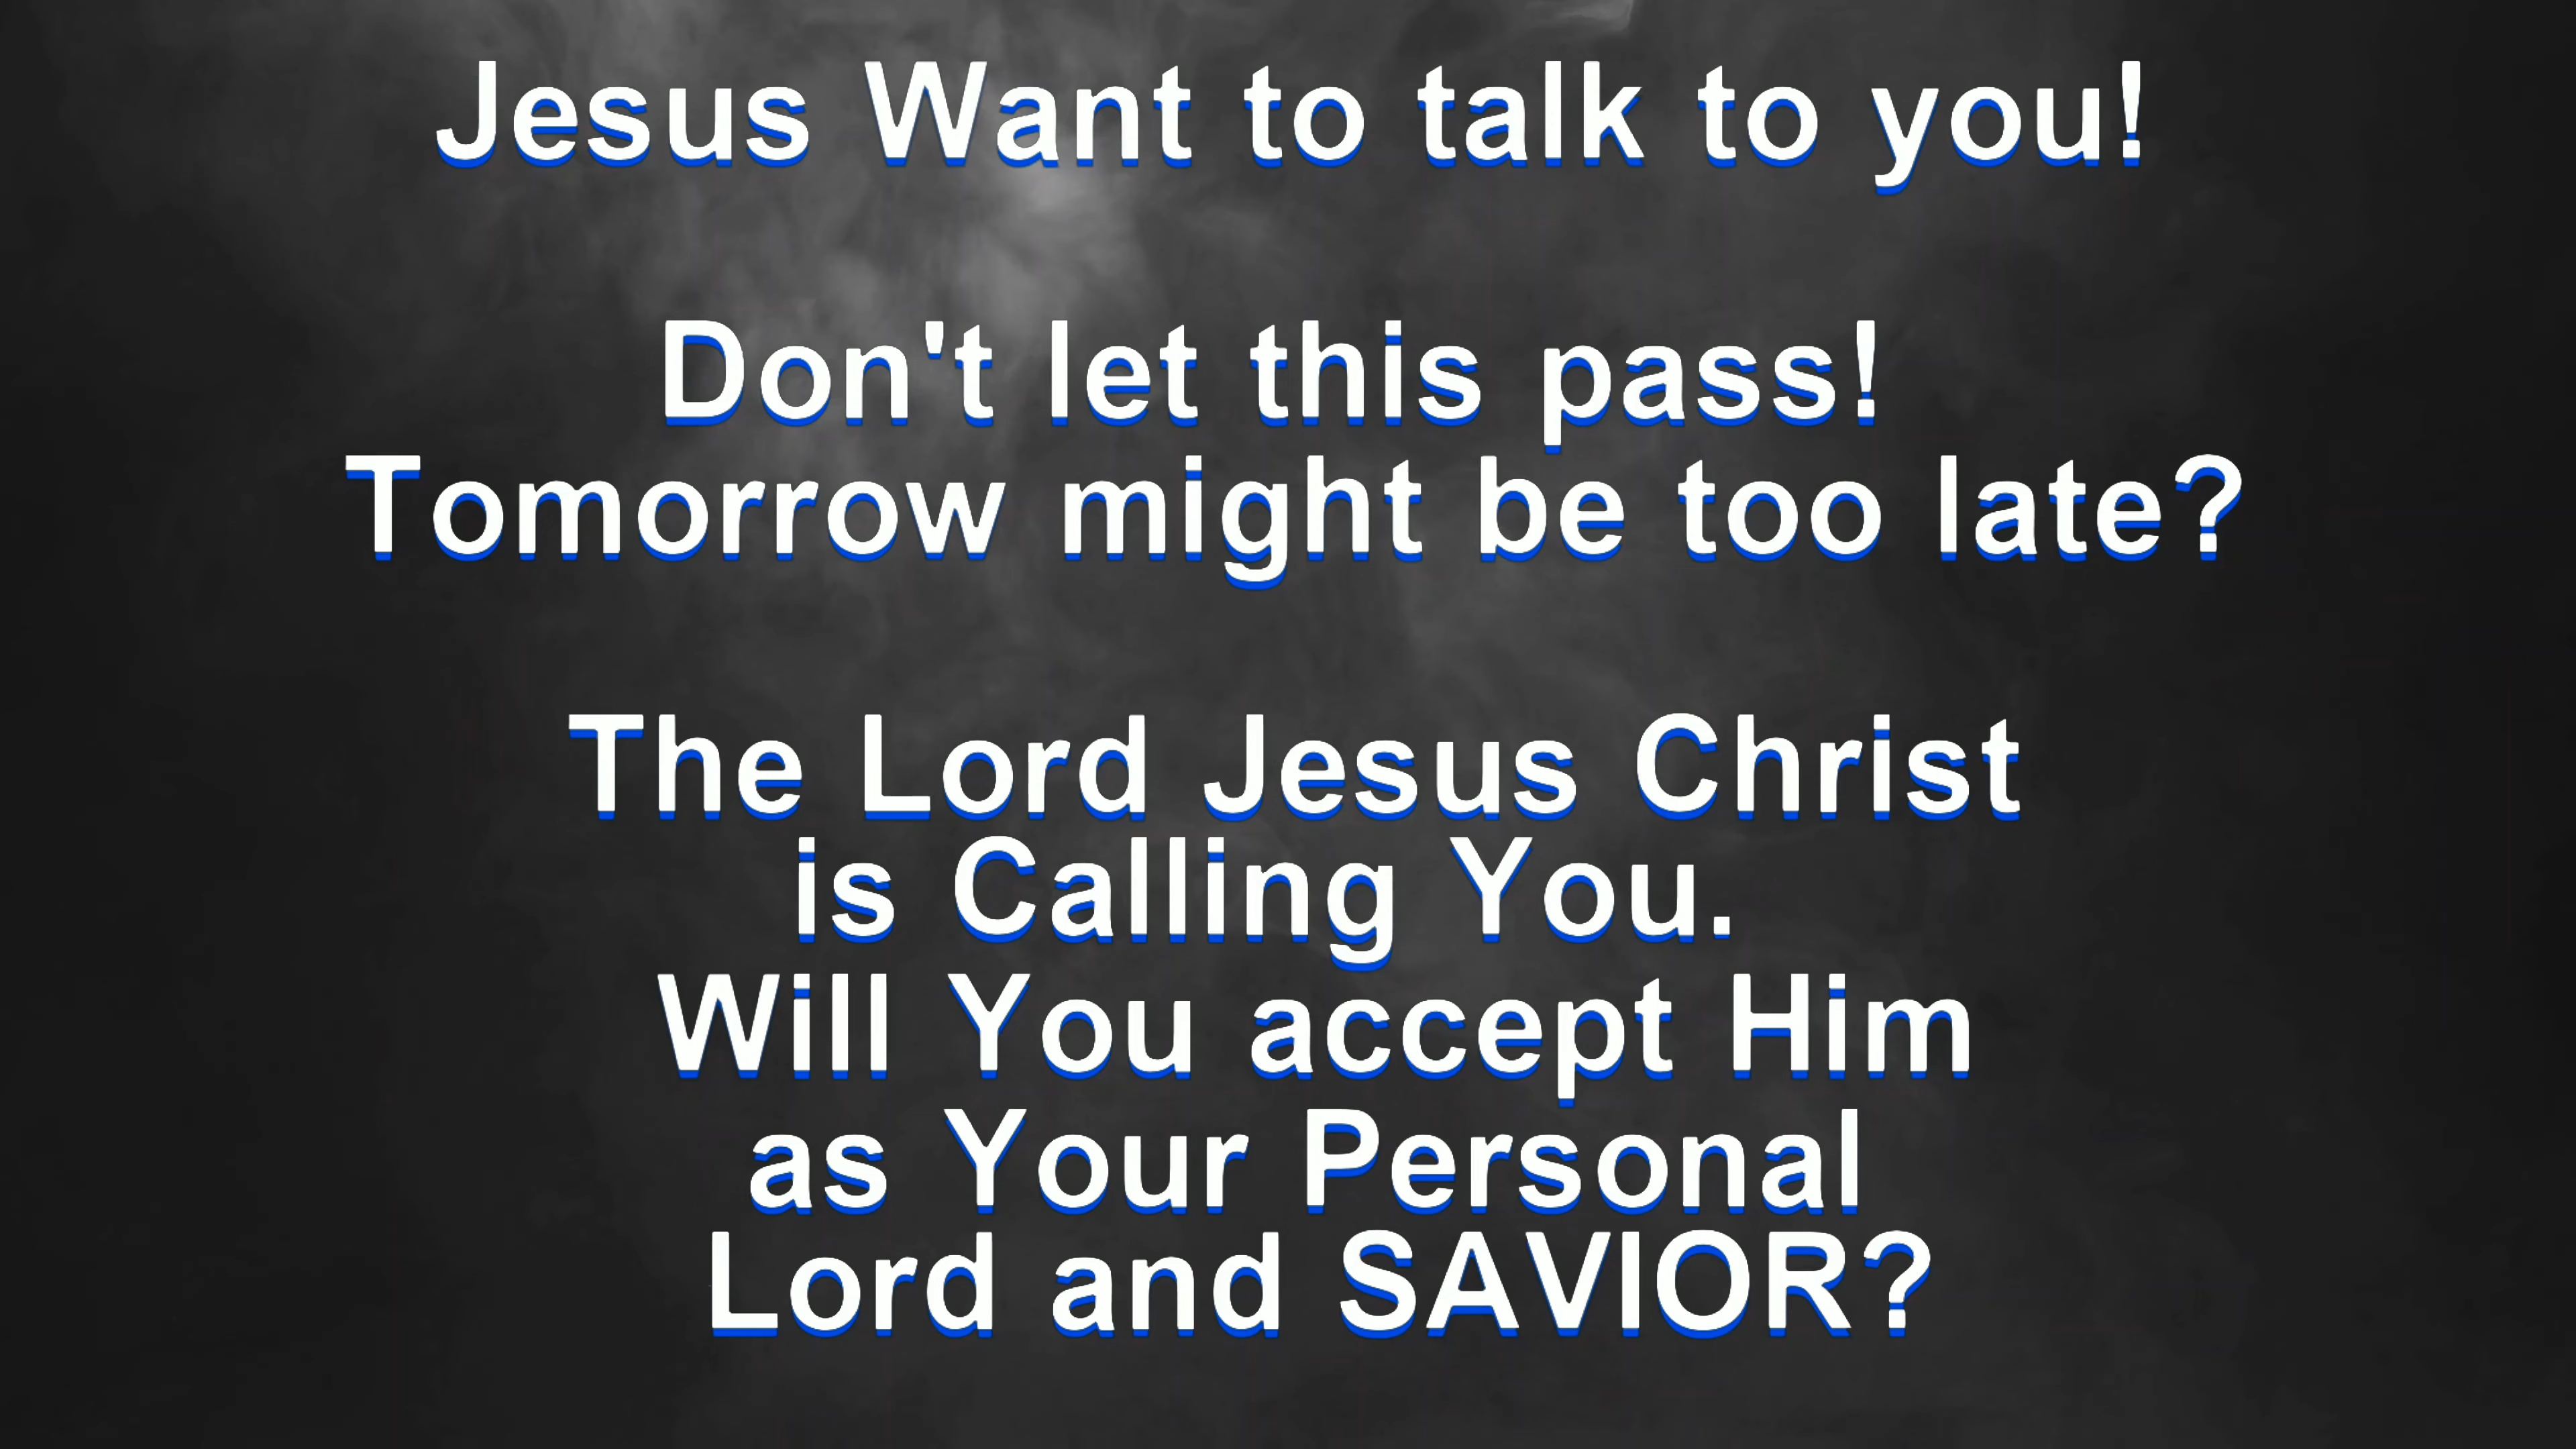 Jesus Want to talk to you!
Don't let this pass!
Tomorrow might be too late?
The Lord Jesus Christ
is Calling You.
Will You accept Him
as Your Personal
Lord and SAVIOR?